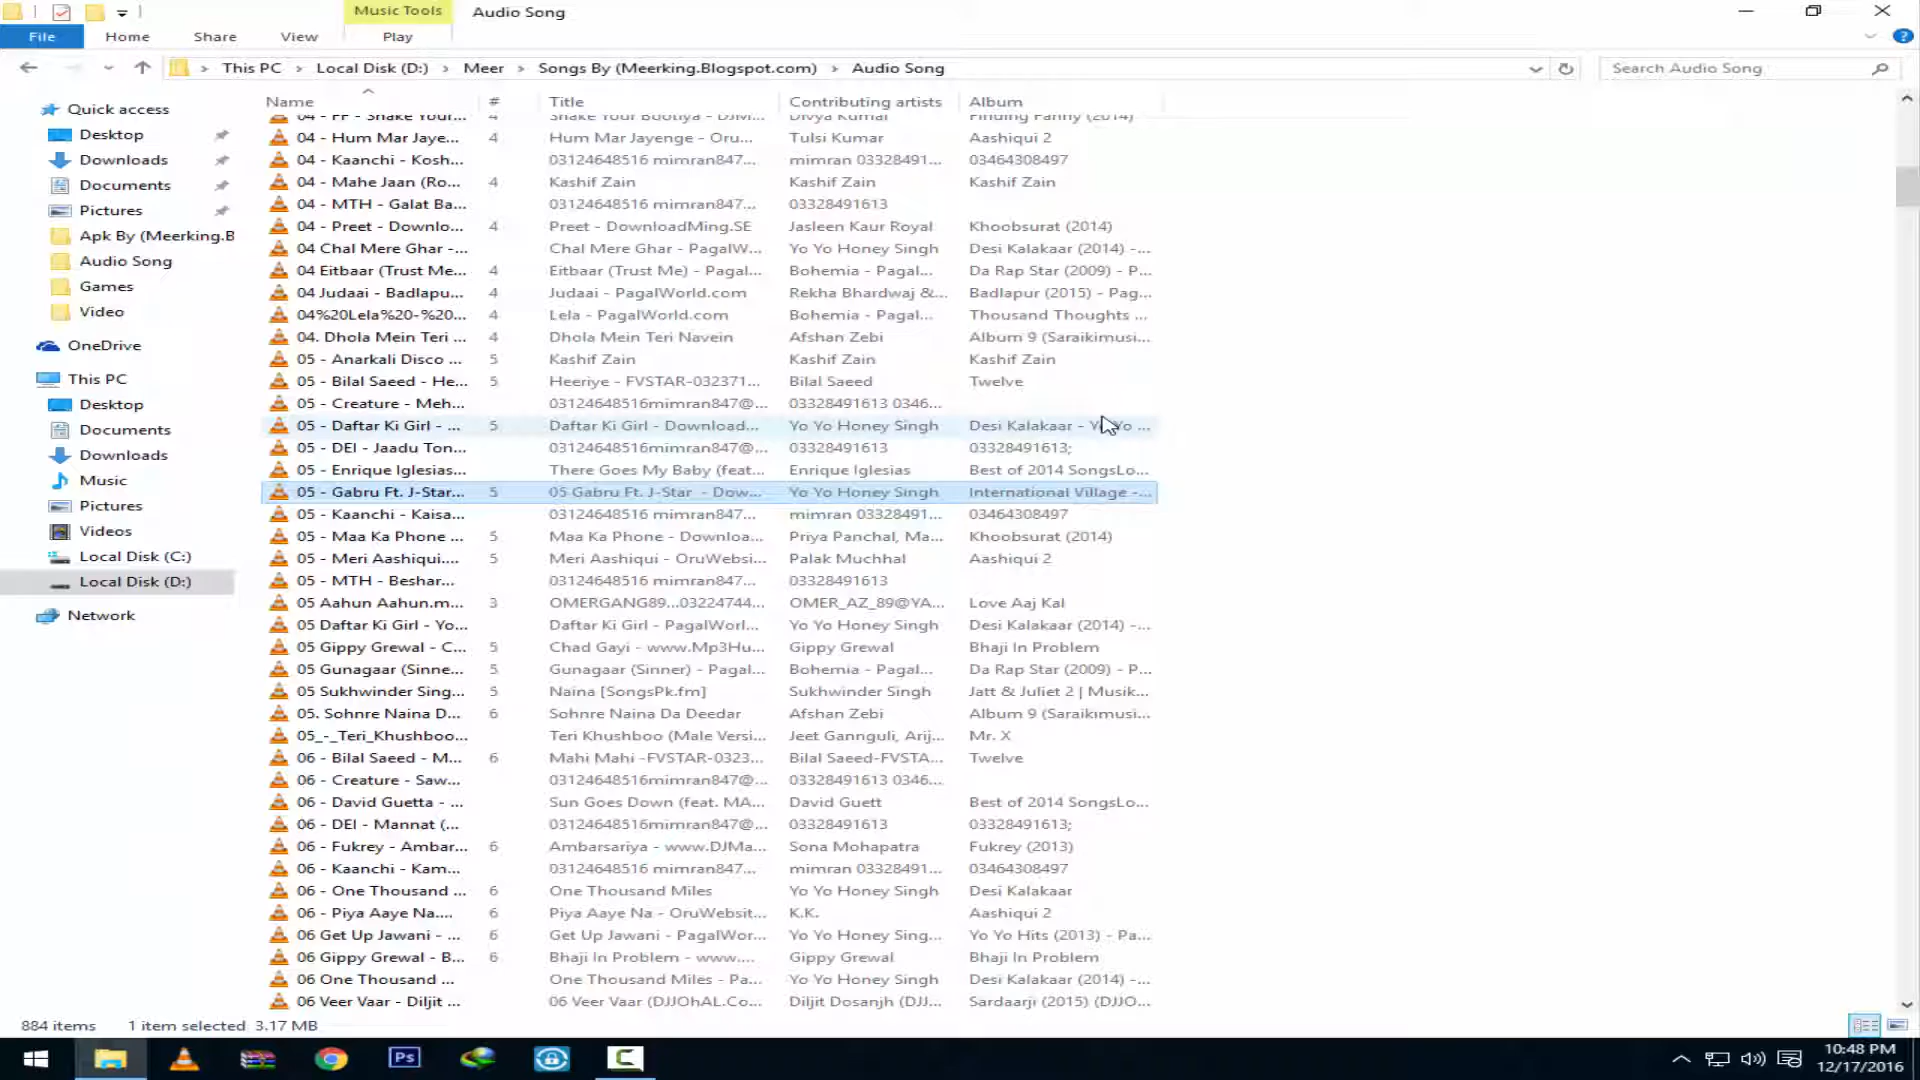 Music Tools Audio Song
File Home Share View Play
This PC Local Disk (D:) Meer Songs By (Meerking.Blogspot.com) Audio Song Search Audio Song
Name # Title Contributing artists Album
Quick access
Desktop
Downloads
Documents
Pictures
Apk By (Meerking.B
Audio Song
Games
Video
OneDrive
This PC
Desktop
Documents
Downloads
Music
Pictures
Videos
Local Disk (C:)
Local Disk (D:)
Network
04 - FF - Shake Your... 4 Shake Your Bootiya - DJM... Divya Kumar Finding Fanny (2014)
04 - Hum Mar Jaye... 4 Hum Mar Jayenge - Oru... Tulsi Kumar Aashiqui 2
04 - Kaanchi - Kosh... 03124648516 mimran847... mimran 03328491... 03464308497
04 - Mahe Jaan (Ro... 4 Kashif Zain Kashif Zain Kashif Zain
04 - MTH - Galat Ba... 03124648516 mimran847... 03328491613
04 - Preet - Downlo... 4 Preet - DownloadMing.SE Jasleen Kaur Royal Khoobsurat (2014)
04 Chal Mere Ghar -... 4 Chal Mere Ghar - PagalW... Yo Yo Honey Singh Desi Kalakaar (2014) -...
04 Eitbaar (Trust Me... 4 Eitbaar (Trust Me) - Pagal... Bohemia - Pagal... Da Rap Star (2009) - P...
04 Judaai - Badlapu... 4 Judaai - PagalWorld.com Rekha Bhardwaj &... Badlapur (2015) - Pag...
04%20Lela%20-%20... 4 Lela - PagalWorld.com Bohemia - Pagal... Thousand Thoughts ...
04. Dhola Mein Teri ... 4 Dhola Mein Teri Navein Afshan Zebi Album 9 (Saraikimusi...
05 - Anarkali Disco ... 5 Kashif Zain Kashif Zain Kashif Zain
05 - Bilal Saeed - He... 5 Heeriye - FVSTAR-032371... Bilal Saeed Twelve
05 - Creature - Meh... 03124648516mimran847@... 03328491613 0346...
05 - Daftar Ki Girl - ... 5 Daftar Ki Girl - Download... Yo Yo Honey Singh Desi Kalakaar - Yo Yo ...
05 - DEI - Jaadu Ton... 03124648516mimran847@... 03328491613 03328491613;
05 - Enrique Iglesias... There Goes My Baby (feat... Enrique Iglesias Best of 2014 SongsLo...
05 - Gabru Ft. J-Star... 5 05 Gabru Ft. J-Star - Dow... Yo Yo Honey Singh International Village -...
05 - Kaanchi - Kaisa... 03124648516 mimran847... mimran 03328491... 03464308497
05 - Maa Ka Phone ... 5 Maa Ka Phone - Downloa... Priya Panchal, Ma... Khoobsurat (2014)
05 - Meri Aashiqui.... 5 Meri Aashiqui - OruWebsi... Palak Muchhal Aashiqui 2
05 - MTH - Beshar... 03124648516 mimran847... 03328491613
05 Aahun Aahun.m... 3 OMERGANG89...03224744... OMER_AZ_89@YA... Love Aaj Kal
05 Daftar Ki Girl - Yo... Daftar Ki Girl - PagalWorl... Yo Yo Honey Singh Desi Kalakaar (2014) -...
05 Gippy Grewal - C... 5 Chad Gayi - www.Mp3Hu... Gippy Grewal Bhaji In Problem
05 Gunagaar (Sinne... 5 Gunagaar (Sinner) - Pagal... Bohemia - Pagal... Da Rap Star (2009) - P...
05 Sukhwinder Sing... 5 Naina [SongsPk.fm] Sukhwinder Singh Jatt & Juliet 2 | Musik...
05. Sohnre Naina D... 6 Sohnre Naina Da Deedar Afshan Zebi Album 9 (Saraikimusi...
05_-_Teri_Khushboo... Teri Khushboo (Male Versi... Jeet Gannguli, Arij... Mr. X
06 - Bilal Saeed - M... 6 Mahi Mahi -FVSTAR-0323... Bilal Saeed-FVSTA... Twelve
06 - Creature - Saw... 03124648516mimran847@... 03328491613 0346...
06 - David Guetta - ... Sun Goes Down (feat. MA... David Guett Best of 2014 SongsLo...
06 - DEI - Mannat (... 03124648516mimran847@... 03328491613 03328491613;
06 - Fukrey - Ambar... 6 Ambarsariya - www.DJMa... Sona Mohapatra Fukrey (2013)
06 - Kaanchi - Kam... 03124648516 mimran847... mimran 03328491... 03464308497
06 - One Thousand ... 6 One Thousand Miles Yo Yo Honey Singh Desi Kalakaar
06 - Piya Aaye Na.... 6 Piya Aaye Na - OruWebsit... K.K. Aashiqui 2
06 Get Up Jawani - ... 6 Get Up Jawani - PagalWor... Yo Yo Honey Sing... Yo Yo Hits (2013) - Pa...
06 Gippy Grewal - B... 6 Bhaji In Problem - www.... Gippy Grewal Bhaji In Problem
06 One Thousand ... One Thousand Miles - Pa... Yo Yo Honey Singh Desi Kalakaar (2014) -...
06 Veer Vaar - Diljit ... 06 Veer Vaar (DJJOhAL.Co... Diljit Dosanjh (DJJ... Sardaarji (2015) (DJJO...
884 items 1 item selected 3.17 MB
Ps
10:48 PM
12/17/2016